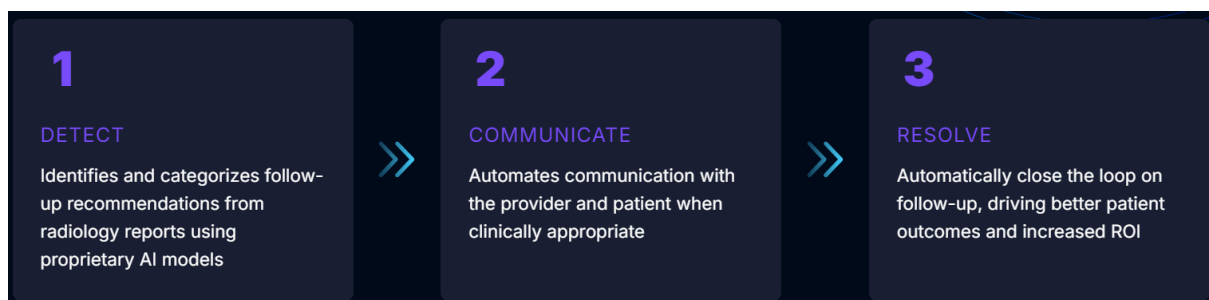 1
DETECT
Identifies and categorizes follow-
up recommendations from
radiology reports using
proprietary AI models
2
COMMUNICATE
Automates communication with
the provider and patient when
clinically appropriate
3
RESOLVE
Automatically close the loop on
follow-up, driving better patient
outcomes and increased ROI